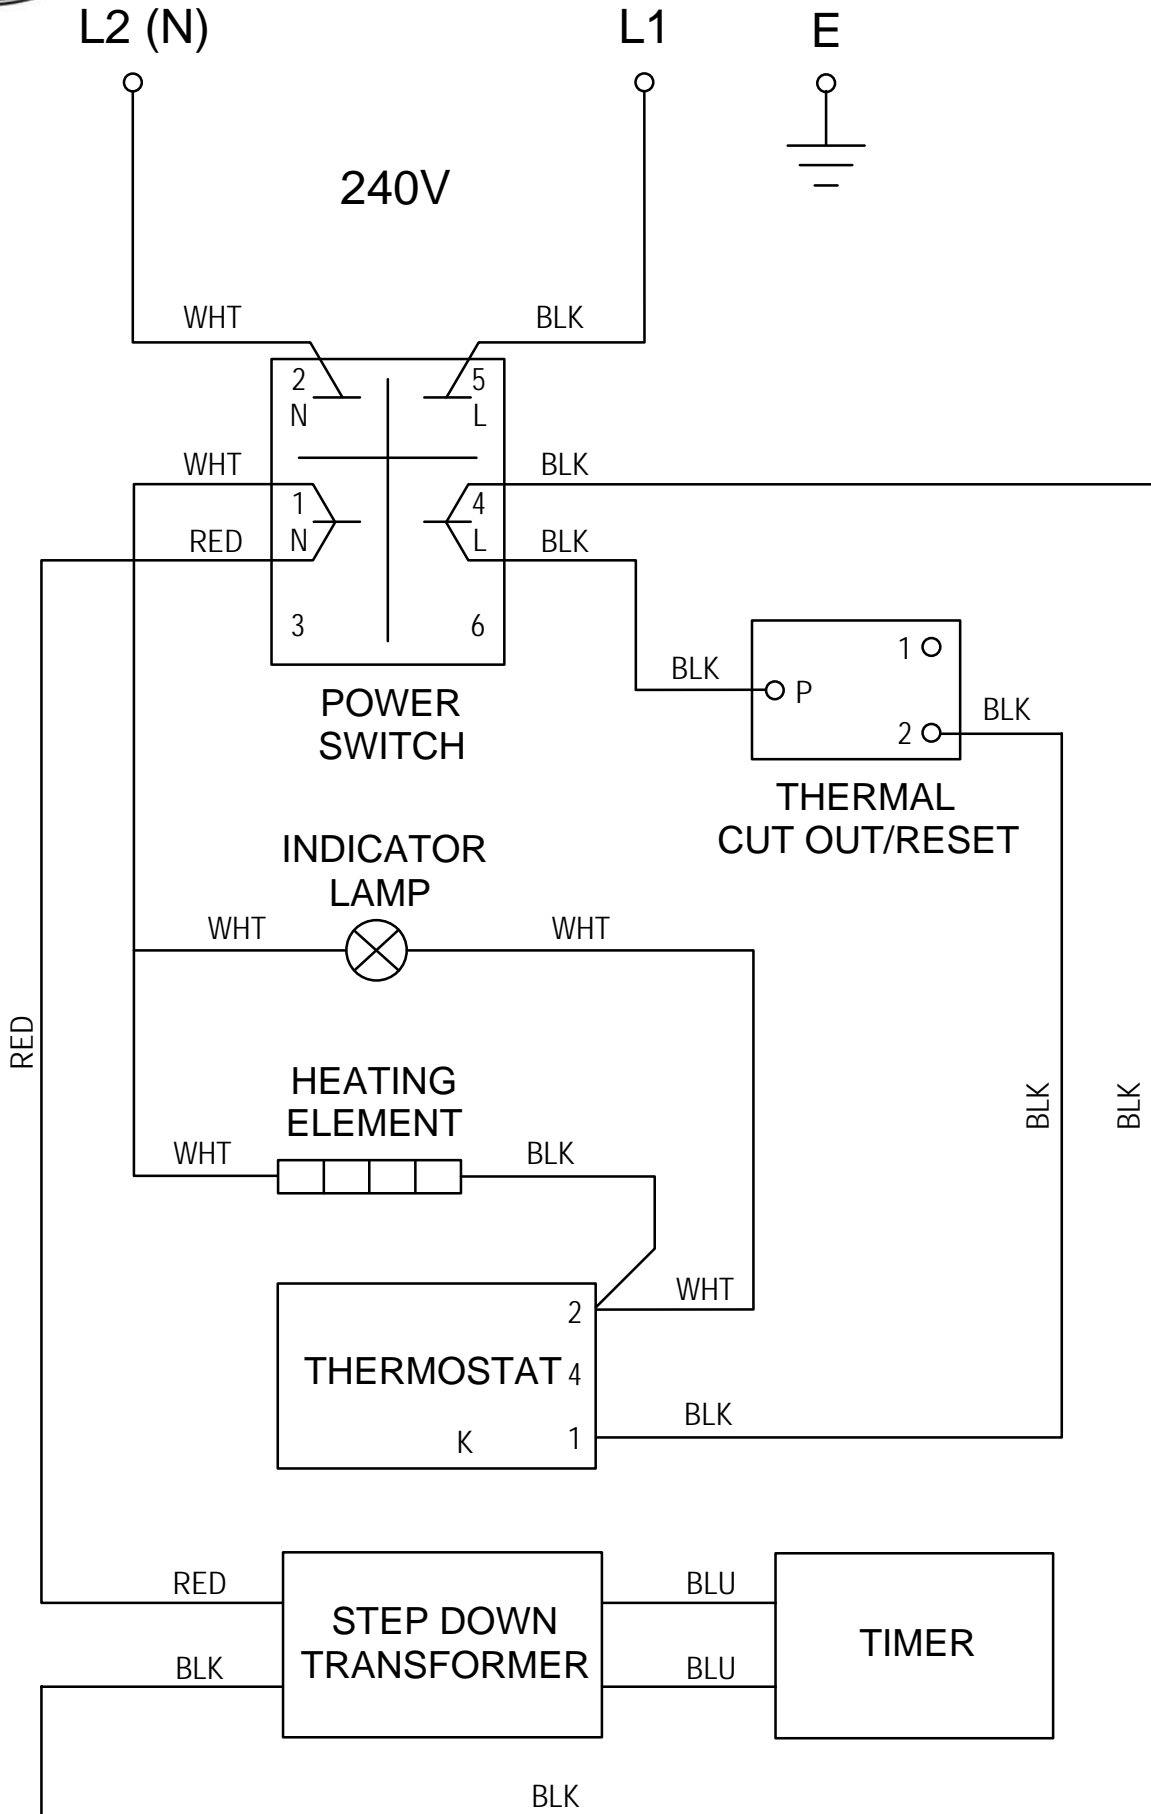 L2 (N)
L1
E
240V
WHT
BLK
2
N
5
L
WHT
BLK
1
N
4
L
RED
BLK
3
6
POWER
SWITCH
BLK
P
1
2
BLK
THERMAL
CUT OUT/RESET
INDICATOR
LAMP
WHT
WHT
RED
HEATING
ELEMENT
BLK
BLK
WHT
BLK
WHT
2
THERMOSTAT 4
K
1
BLK
RED
BLU
STEP DOWN
TRANSFORMER
TIMER
BLK
BLU
BLK